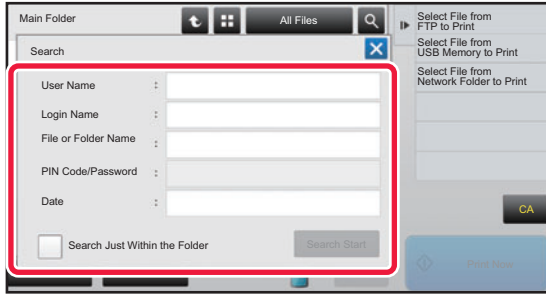 Main Folder
All Files
Search
User Name :
Login Name :
File or Folder Name :
PIN Code/Password :
Date :
Search Just Within the Folder
Search Start
Select File from
FTP to Print
Select File from
USB Memory to Print
Select File from
Network Folder to Print
CA
Print Now